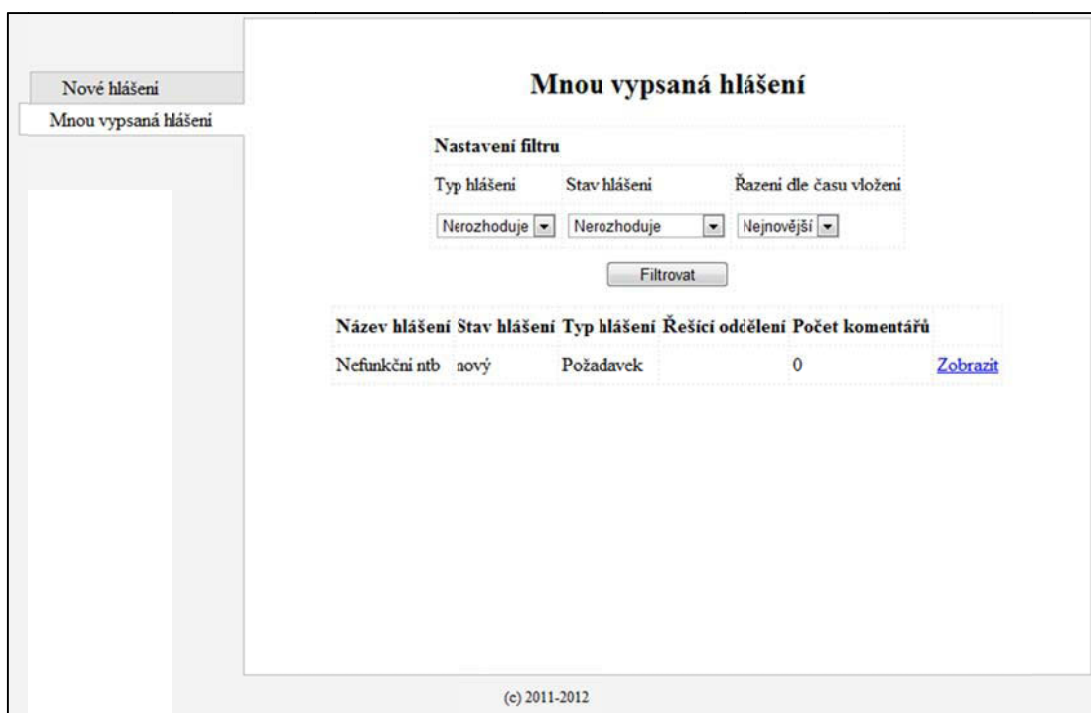 Nové hlášení
Mnou vypsaná hlášení
Mnou vypsaná hlášení
Nastavení filtru
Typ hlášení Stav hlášení Řazení dle času vložení
Nerozhoduje Nerozhoduje Nejnovější
Filtrovat
Název hlášení Stav hlášení Typ hlášení Řešící oddělení Počet komentářů
Nefunkční ntb nový Požadavek 0 Zobrazit
(c) 2011-2012